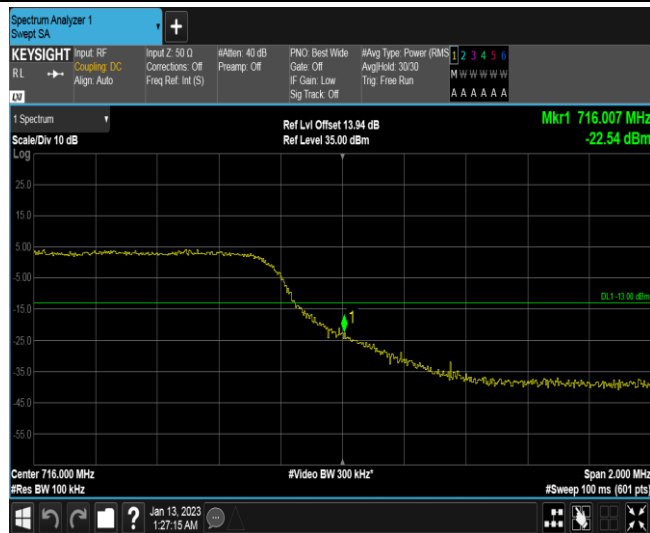 Spectrum Analyzer 1
Swept SA
+
KEYSIGHT
RL
Input: RF
Coupling: DC
Align: Auto
Input Z: 50 Ω
Corrections: Off
Freq Ref: Int (S)
#Atten: 40 dB
Preamp: Off
PNO: Best Wide
Gate: Off
IF Gain: Low
Sig Track: Off
#Avg Type: Power (RMS
Avg|Hold: 30/30
Trig: Free Run
1 2 3 4 5 6
M W W W W W
A A A A A A
LXI
1 Spectrum
Scale/Div 10 dB
Ref Lvl Offset 13.94 dB
Ref Level 35.00 dBm
Mkr1 716.007 MHz
-22.54 dBm
Log
25.0
15.0
5.00
-5.00
DL1 -13.00 dBm
-15.0
1
-25.0
-35.0
-45.0
-55.0
Center 716.000 MHz
#Video BW 300 kHz*
Span 2.000 MHz
#Res BW 100 kHz
#Sweep 100 ms (601 pts)
?
Jan 13, 2023
1:27:15 AM